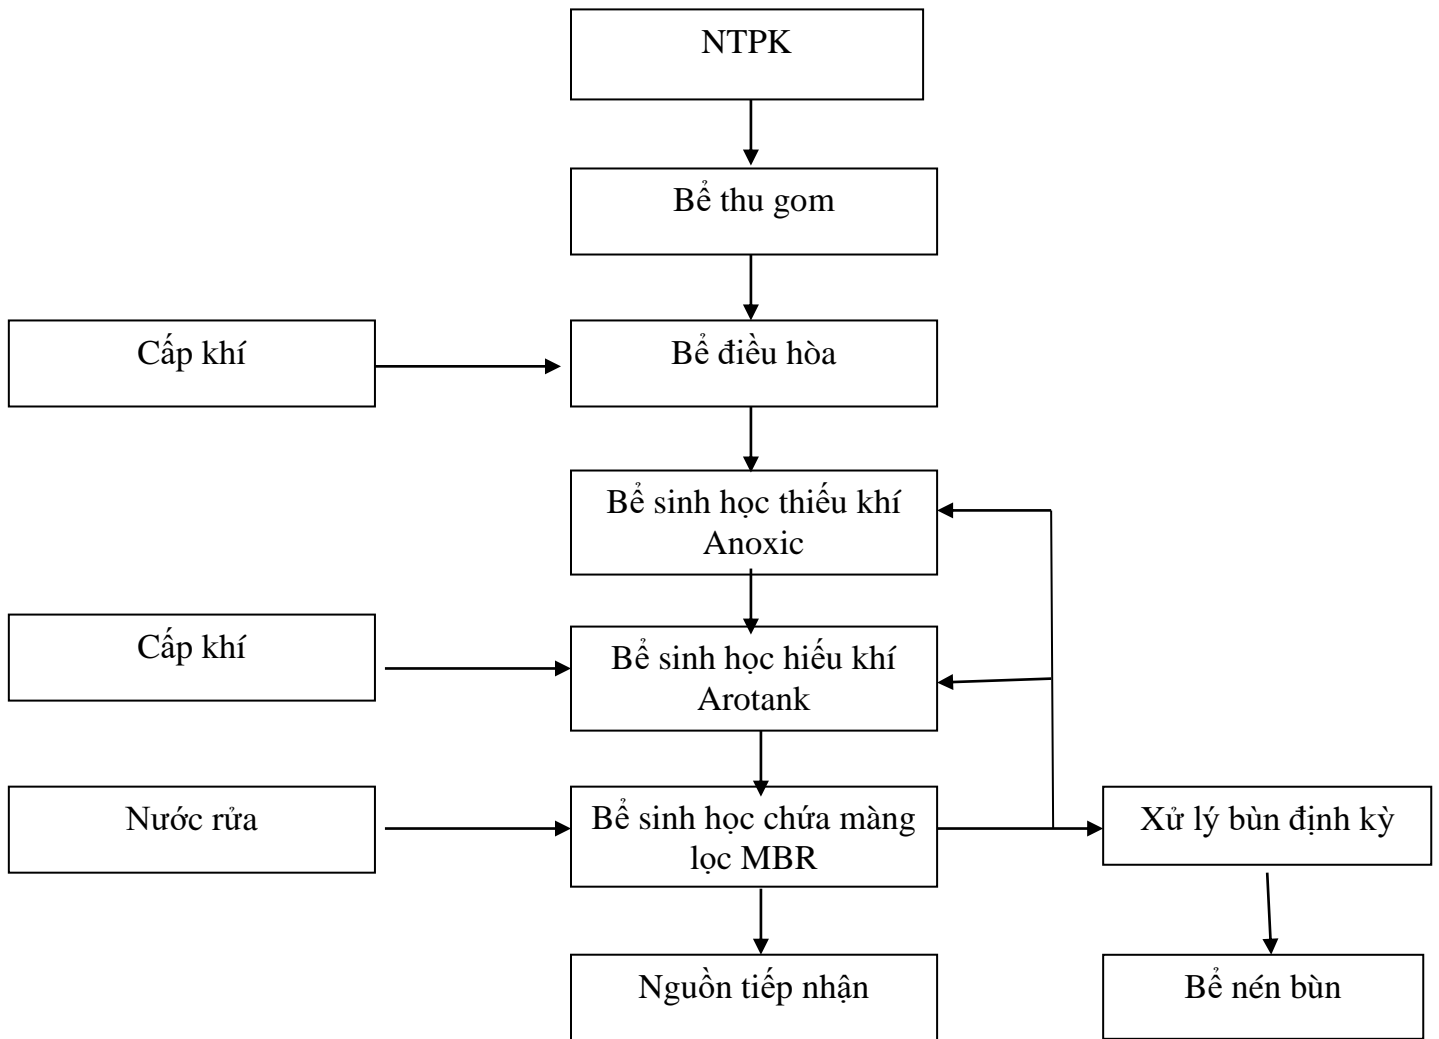 NTPK
Bể thu gom
Cấp khí
Bể điều hòa
Bể sinh học thiếu khí
Anoxic
Cấp khí
Bể sinh học hiếu khí
Arotank
Nước rửa
Bể sinh học chứa màng
lọc MBR
Xử lý bùn định kỳ
Nguồn tiếp nhận
Bể nén bùn